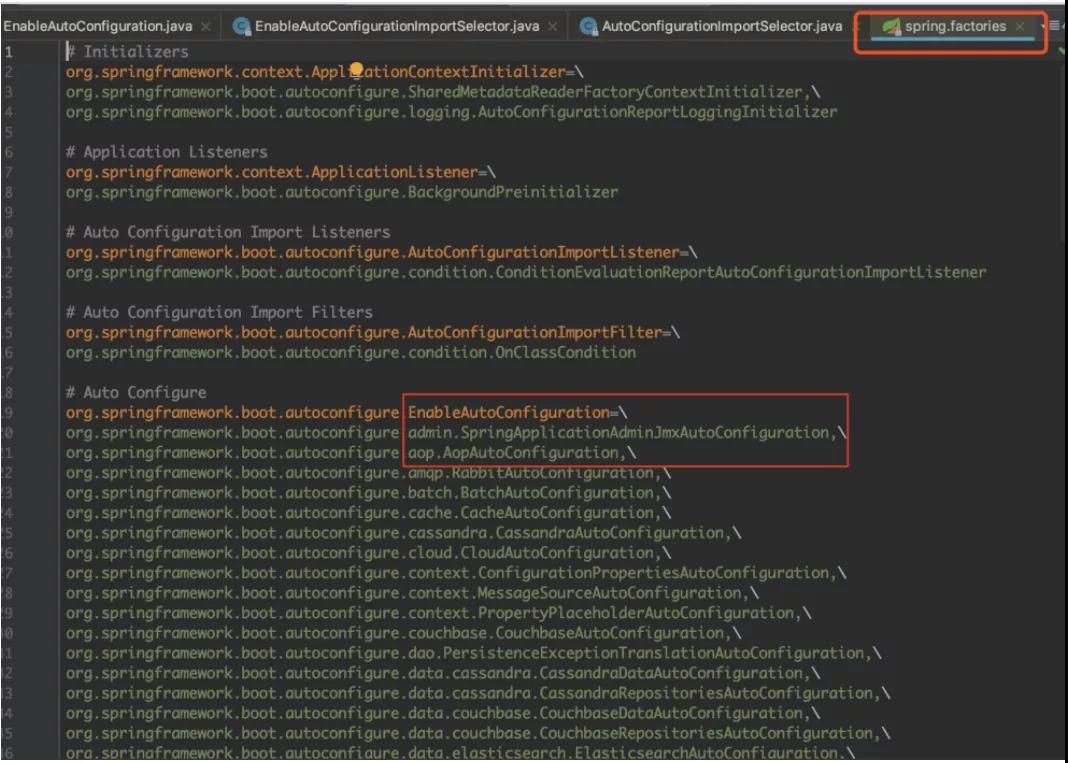 EnableAutoConfiguration.java EnableAutoConfigurationImportSelector.java AutoConfigurationImportSelector.java spring.factories
1 # Initializers
2 org.springframework.context.ApplicationContextInitializer=\
3 org.springframework.boot.autoconfigure.SharedMetadataReaderFactoryContextInitializer,\
4 org.springframework.boot.autoconfigure.logging.AutoConfigurationReportLoggingInitializer
5
6 # Application Listeners
7 org.springframework.context.ApplicationListener=\
8 org.springframework.boot.autoconfigure.BackgroundPreinitializer
9
0 # Auto Configuration Import Listeners
1 org.springframework.boot.autoconfigure.AutoConfigurationImportListener=\
2 org.springframework.boot.autoconfigure.condition.ConditionEvaluationReportAutoConfigurationImportListener
3
4 # Auto Configuration Import Filters
5 org.springframework.boot.autoconfigure.AutoConfigurationImportFilter=\
6 org.springframework.boot.autoconfigure.condition.OnClassCondition
7
8 # Auto Configure
9 org.springframework.boot.autoconfigure.EnableAutoConfiguration=\
20 org.springframework.boot.autoconfigure.admin.SpringApplicationAdminJmxAutoConfiguration,\
21 org.springframework.boot.autoconfigure.aop.AopAutoConfiguration,\
22 org.springframework.boot.autoconfigure.amqp.RabbitAutoConfiguration,\
23 org.springframework.boot.autoconfigure.batch.BatchAutoConfiguration,\
24 org.springframework.boot.autoconfigure.cache.CacheAutoConfiguration,\
25 org.springframework.boot.autoconfigure.cassandra.CassandraAutoConfiguration,\
26 org.springframework.boot.autoconfigure.cloud.CloudAutoConfiguration,\
27 org.springframework.boot.autoconfigure.context.ConfigurationPropertiesAutoConfiguration,\
28 org.springframework.boot.autoconfigure.context.MessageSourceAutoConfiguration,\
29 org.springframework.boot.autoconfigure.context.PropertyPlaceholderAutoConfiguration,\
30 org.springframework.boot.autoconfigure.couchbase.CouchbaseAutoConfiguration,\
31 org.springframework.boot.autoconfigure.dao.PersistenceExceptionTranslationAutoConfiguration,\
32 org.springframework.boot.autoconfigure.data.cassandra.CassandraDataAutoConfiguration,\
33 org.springframework.boot.autoconfigure.data.cassandra.CassandraRepositoriesAutoConfiguration,\
34 org.springframework.boot.autoconfigure.data.couchbase.CouchbaseDataAutoConfiguration,\
35 org.springframework.boot.autoconfigure.data.couchbase.CouchbaseRepositoriesAutoConfiguration,\
36 org.springframework.boot.autoconfigure.data.elasticsearch.ElasticsearchAutoConfiguration,\